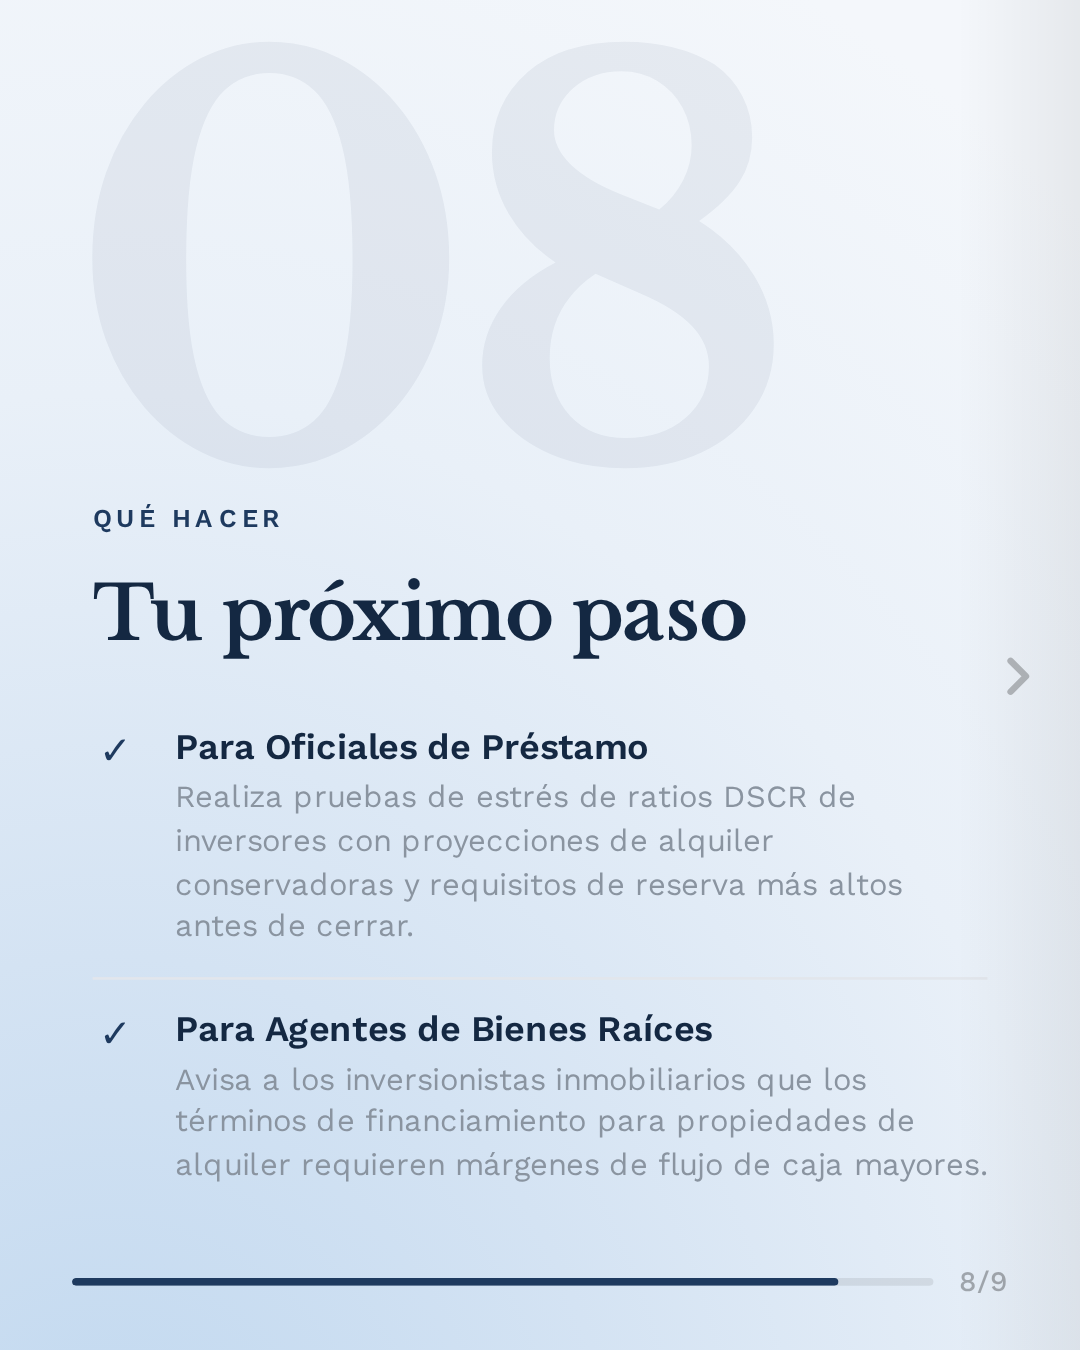 08
QUÉ HACER
Tu próximo paso
✓ Para Oficiales de Préstamo
Realiza pruebas de estrés de ratios DSCR de
inversores con proyecciones de alquiler
conservadoras y requisitos de reserva más altos
antes de cerrar.
✓ Para Agentes de Bienes Raíces
Avisa a los inversionistas inmobiliarios que los
términos de financiamiento para propiedades de
alquiler requieren márgenes de flujo de caja mayores.
8/9